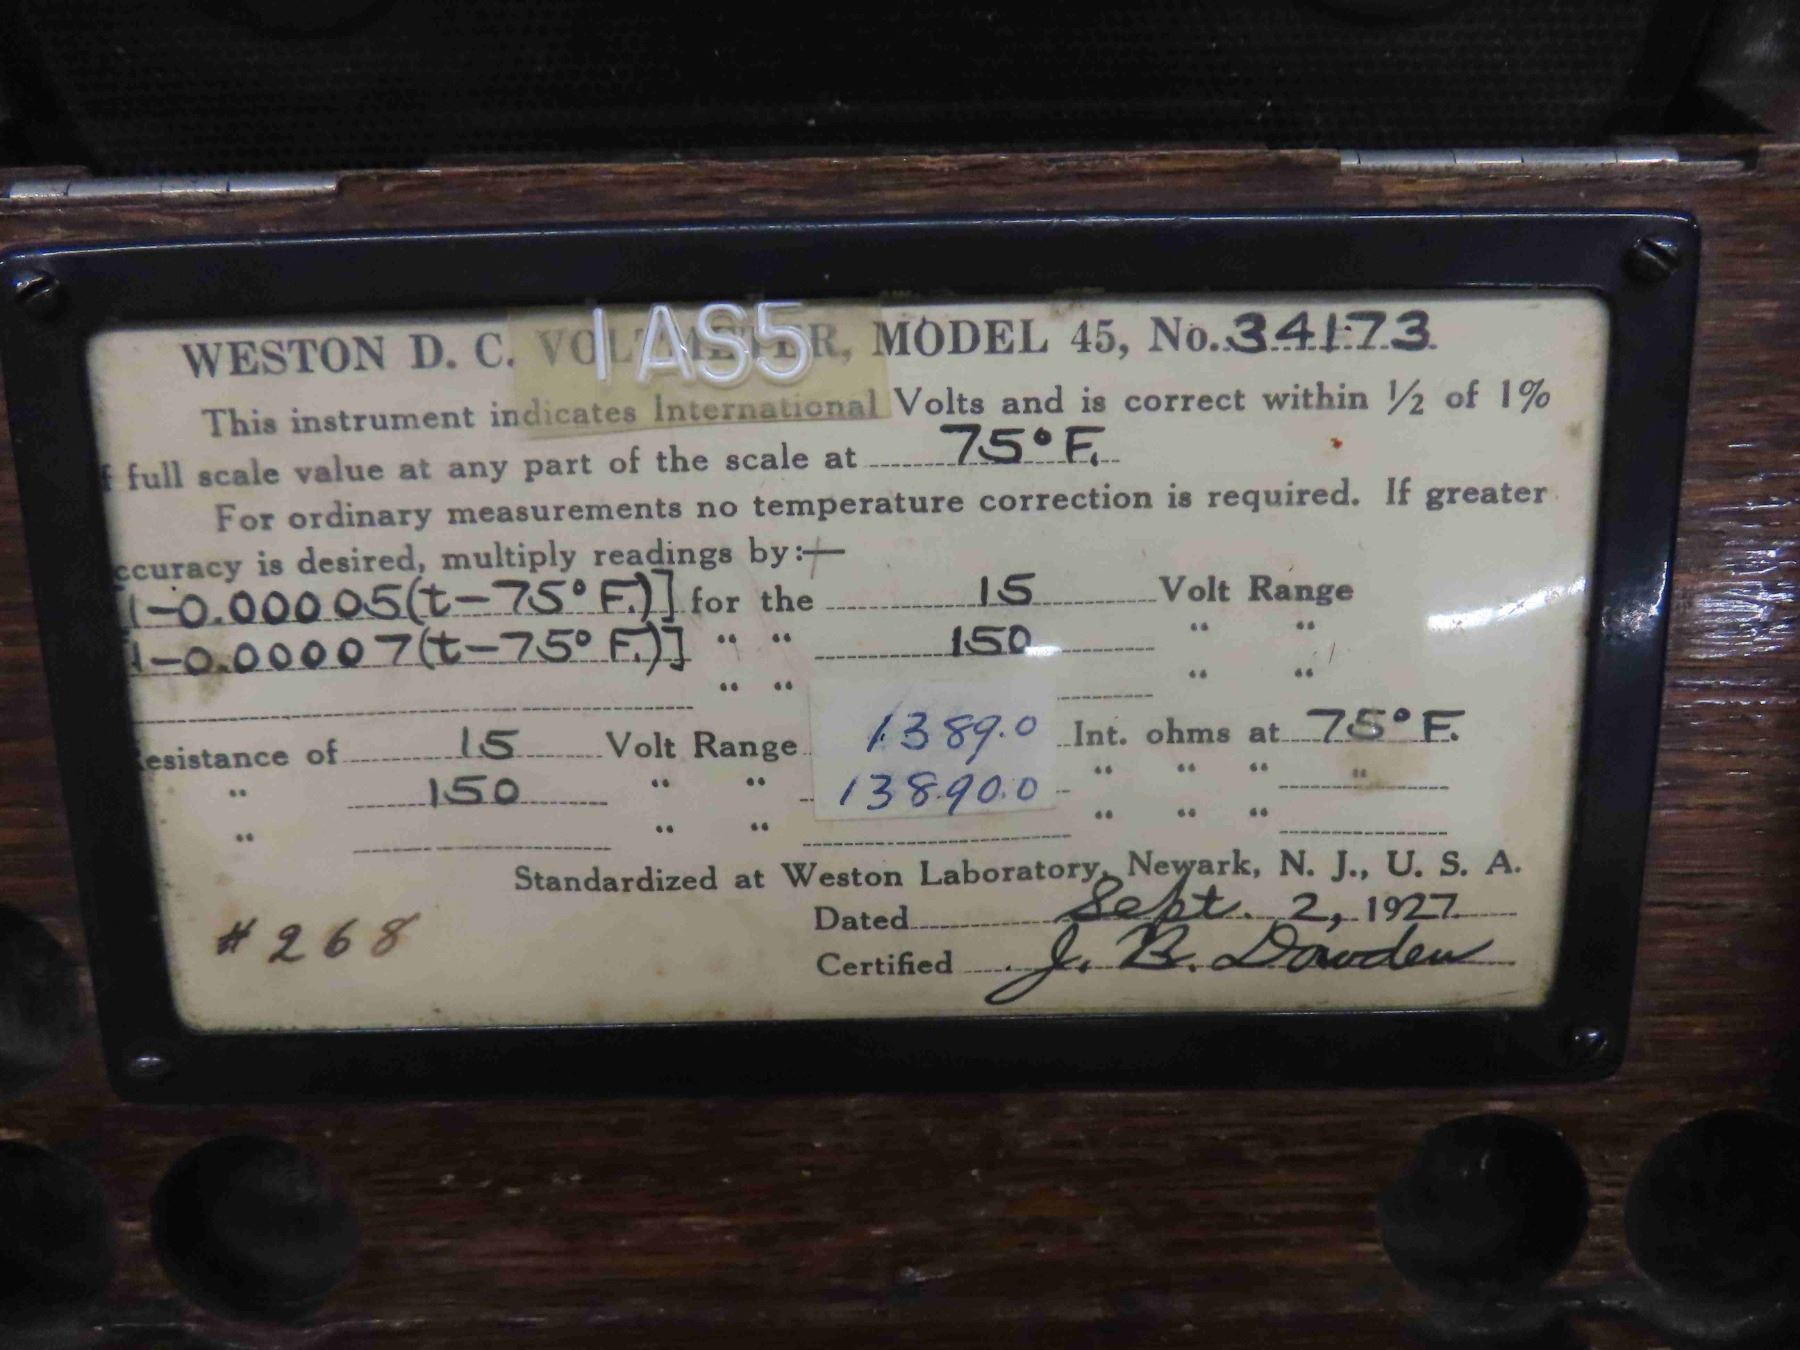 WESTON D. C. VOLTMETER, MODEL 45, No. 34173
1AS5
This instrument indicates International Volts and is correct within ½ of 1%
f full scale value at any part of the scale at 75° F.
For ordinary measurements no temperature correction is required. If greater
ccuracy is desired, multiply readings by:—
[1-0.00005(t-75° F.)] for the 15 Volt Range
[1-0.00007(t-75° F.)] " " 150 " "
" " " "
esistance of 15 Volt Range 1389.0 Int. ohms at 75° F.
" 150 " " 13890.0 " " " "
" " " " " "
Standardized at Weston Laboratory, Newark, N. J., U. S. A.
Dated Sept. 2, 1927
#268
Certified J. B. Dowden